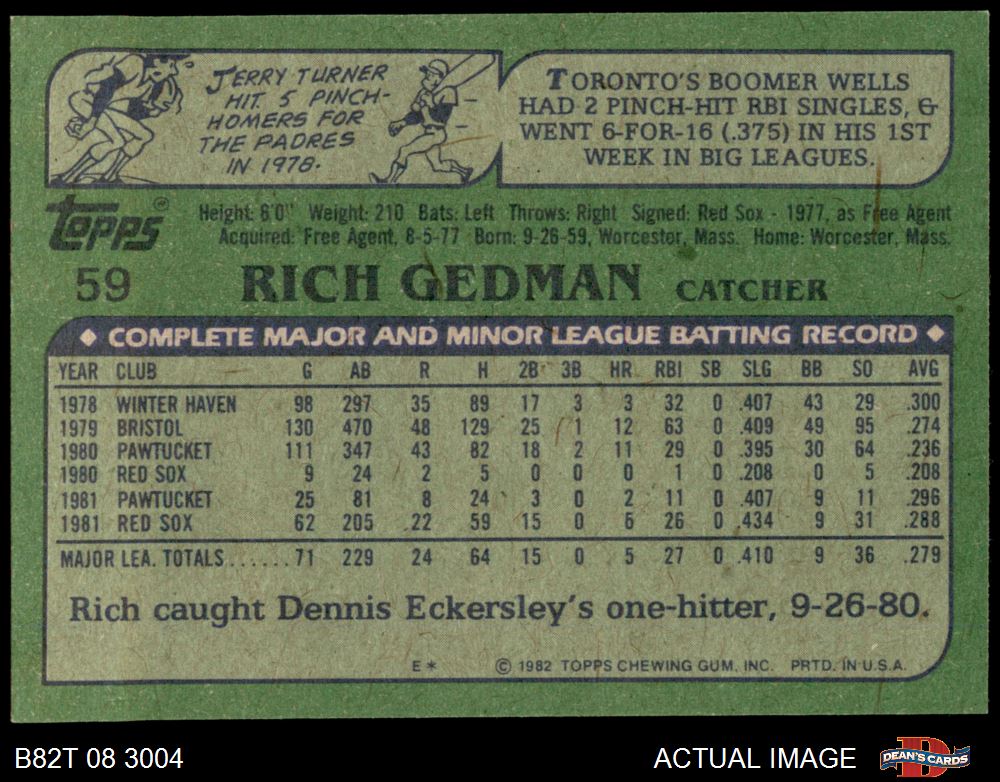 JERRY TURNER
HIT 5 PINCH-
HOMERS FOR
THE PADRES
IN 1978.
TORONTO'S BOOMER WELLS
HAD 2 PINCH-HIT RBI SINGLES, &
WENT 6-FOR-16 (.375) IN HIS 1ST
WEEK IN BIG LEAGUES.
topps®
Height: 6'0" Weight: 210 Bats: Left Throws: Right Signed: Red Sox - 1977, as Free Agent
Acquired: Free Agent, 8-5-77 Born: 9-26-59, Worcester, Mass. Home: Worcester, Mass.
59 RICH GEDMAN CATCHER
◆ COMPLETE MAJOR AND MINOR LEAGUE BATTING RECORD ◆
YEAR CLUB G AB R H 2B 3B HR RBI SB SLG BB SO AVG
1978 WINTER HAVEN 98 297 35 89 17 3 3 32 0 .407 43 29 .300
1979 BRISTOL 130 470 48 129 25 1 12 63 0 .409 49 95 .274
1980 PAWTUCKET 111 347 43 82 18 2 11 29 0 .395 30 64 .236
1980 RED SOX 9 24 2 5 0 0 0 1 0 .208 0 5 .208
1981 PAWTUCKET 25 81 8 24 3 0 2 11 0 .407 9 11 .296
1981 RED SOX 62 205 22 59 15 0 5 26 0 .434 9 31 .288
MAJOR LEA. TOTALS......71 229 24 64 15 0 5 27 0 .410 9 36 .279
Rich caught Dennis Eckersley's one-hitter, 9-26-80.
E* © 1982 TOPPS CHEWING GUM, INC. PRTD. IN U.S.A.
B82T 08 3004 ACTUAL IMAGE DEAN'S CARDS